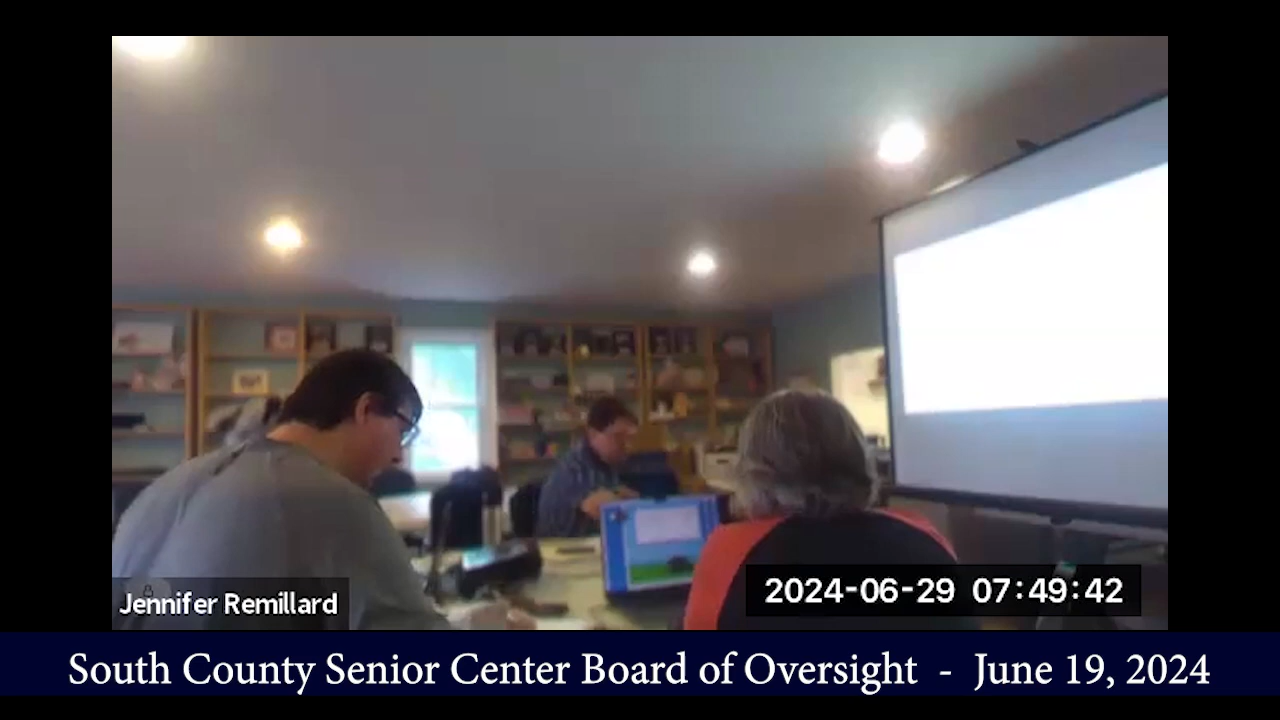 Jennifer Remillard
2024-06-29 07:49:42
South County Senior Center Board of Oversight - June 19, 2024